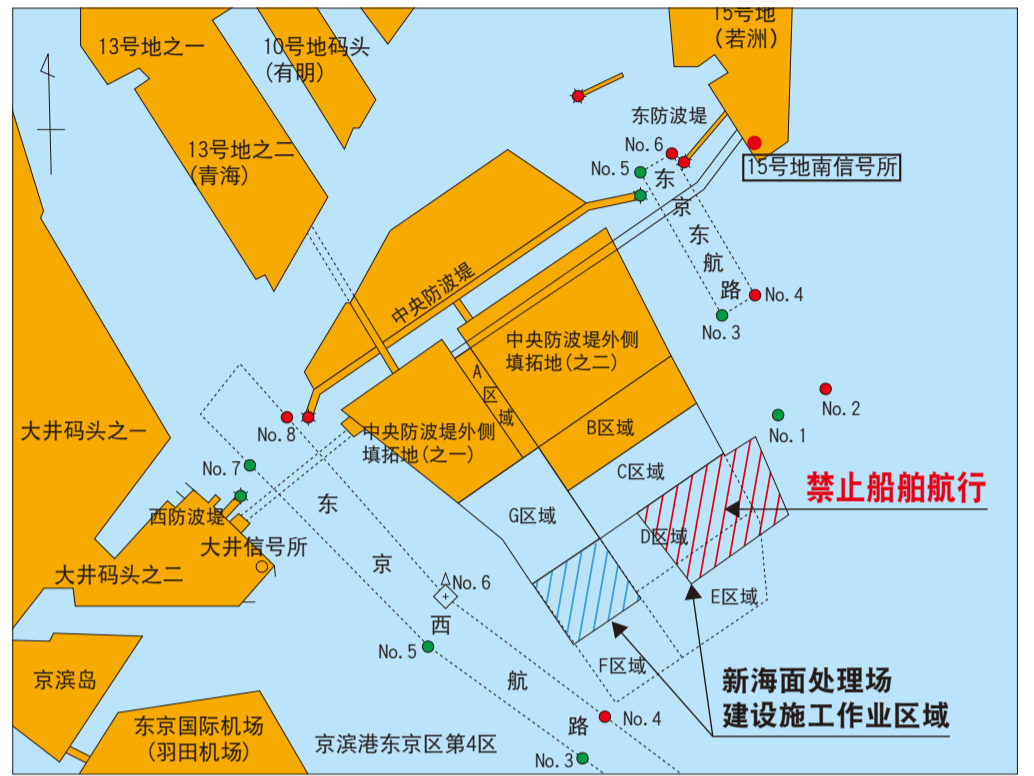 13号地之一
10号地码头
(有明)
15号地
(若洲)
13号地之二
(青海)
东防波堤
No.6
No.5
15号地南信号所
东京东航路
No.4
No.3
中央防波堤
中央防波堤外侧
填拓地(之二)
A区域
No.2
No.1
大井码头之一
No.8
中央防波堤外侧
填拓地(之一)
B区域
No.7
C区域
禁止船舶航行
西防波堤
G区域
D区域
大井信号所
大井码头之二
No.6
E区域
东京西航路
No.5
F区域
京滨岛
新海面处理场
建设施工作业区域
东京国际机场
(羽田机场)
京滨港东京区第4区
No.4
No.3